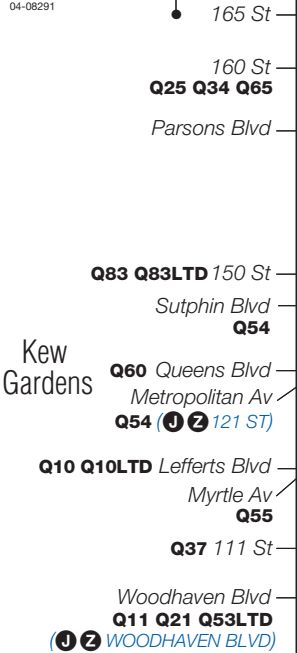 04-08291
165 St
160 St
Q25 Q34 Q65
Parsons Blvd
Q83 Q83LTD 150 St
Sutphin Blvd
Q54
Kew
Gardens
Q60 Queens Blvd
Metropolitan Av
Q54 (J Z 121 ST)
Q10 Q10LTD Lefferts Blvd
Myrtle Av
Q55
Q37 111 St
Woodhaven Blvd
Q11 Q21 Q53LTD
(J Z WOODHAVEN BLVD)